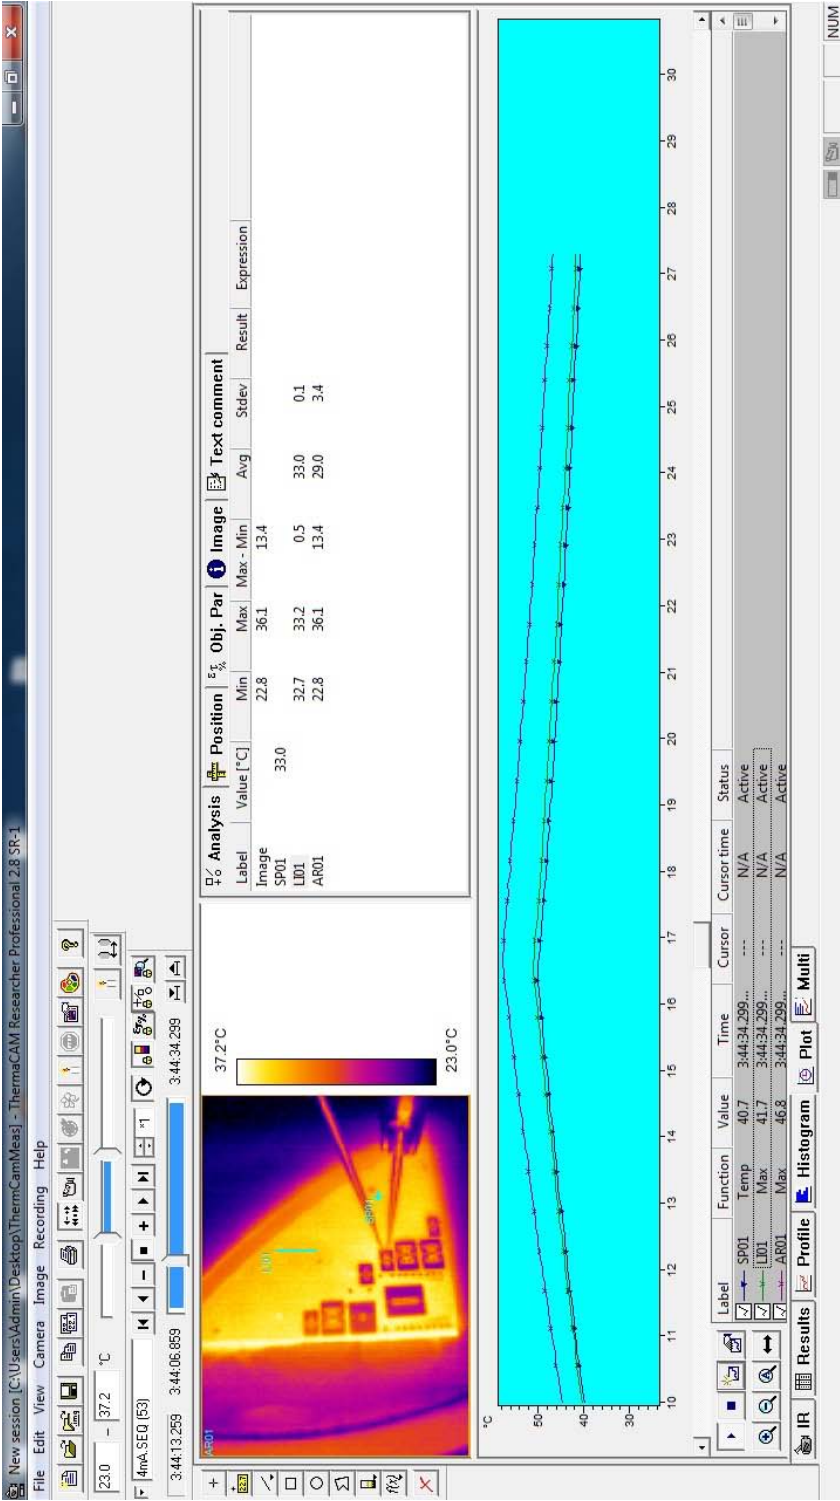 New session [C:\Users\Admin\Desktop\ThermCamMeas] - ThermaCAM Researcher Professional 2.8 SR-1
File Edit View Camera Image Recording Help
23.0 – 37.2 °C
4mA.SEQ (53)
×1
3:44:13.259 3:44:06.859 3:44:34.299
AR01
LI01
SP01
37.2°C
23.0°C
Analysis Position Obj. Par Image Text comment
Label Value [°C] Min Max Max - Min Avg Stdev Result Expression
Image 22.8 36.1 13.4
SP01 33.0
LI01 32.7 33.2 0.5 33.0 0.1
AR01 22.8 36.1 13.4 29.0 3.4
°C
50
40
30
10 11 12 13 14 15 16 17 18 19 20 21 22 23 24 25 26 27 28 29 30
Label Function Value Time Cursor Cursor time Status
SP01 Temp 40.7 3:44:34.299... --- N/A Active
LI01 Max 41.7 3:44:34.299... --- N/A Active
AR01 Max 46.8 3:44:34.299... --- N/A Active
IR Results Profile Histogram Plot Multi
NUM